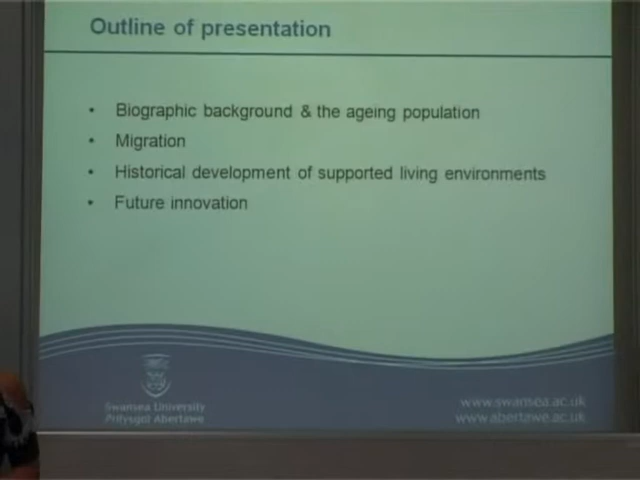 Outline of presentation
• Biographic background & the ageing population
• Migration
• Historical development of supported living environments
• Future innovation
Swansea University
Prifysgol Abertawe
www.swansea.ac.uk
www.abertawe.ac.uk